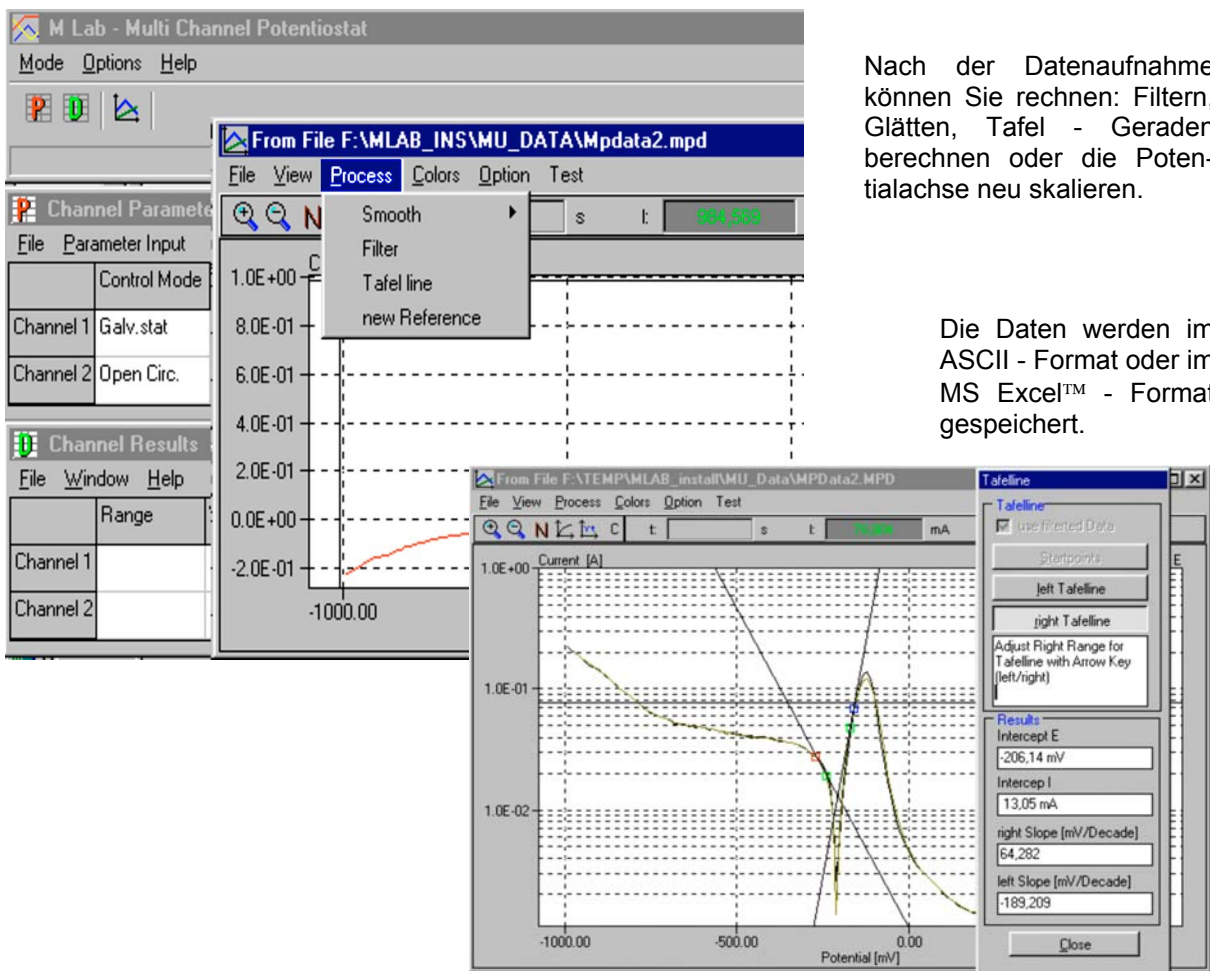 M Lab - Multi Channel Potentiostat
Mode Options Help
Nach der Datenaufnahme
können Sie rechnen: Filtern,
Glätten, Tafel - Geraden
berechnen oder die Poten-
tialachse neu skalieren.
From File F:\MLAB_INS\MU_DATA\Mpdata2.mpd
File View Process Colors Option Test
N s I: 984,589
Smooth
Filter
Tafel line
new Reference
Channel Paramete
File Parameter Input
Control Mode
Channel 1 Galv.stat
Channel 2 Open Circ.
C
1.0E+00
8.0E-01
6.0E-01
4.0E-01
2.0E-01
0.0E+00
-2.0E-01
-1000.00
Die Daten werden im
ASCII - Format oder im
MS Excel™ - Format
gespeichert.
Channel Results
File Window Help
Range
Channel 1
Channel 2
From File F:\TEMP\MLAB_install\MU_Data\MPData2.MPD
File View Process Colors Option Test
N C t: s I: mA
Current [A]
E
1.0E+00
1.0E-01
1.0E-02
-1000.00 -500.00 0.00
Potential [mV]
Tafelline
Tafelline
use filterted Data
Startpoints
left Tafelline
right Tafelline
Adjust Right Range for
Tafelline with Arrow Key
(left/right)
Results
Intercept E
-206,14 mV
Intercep I
13,05 mA
right Slope [mV/Decade]
64,282
left Slope [mV/Decade]
-189,209
Close